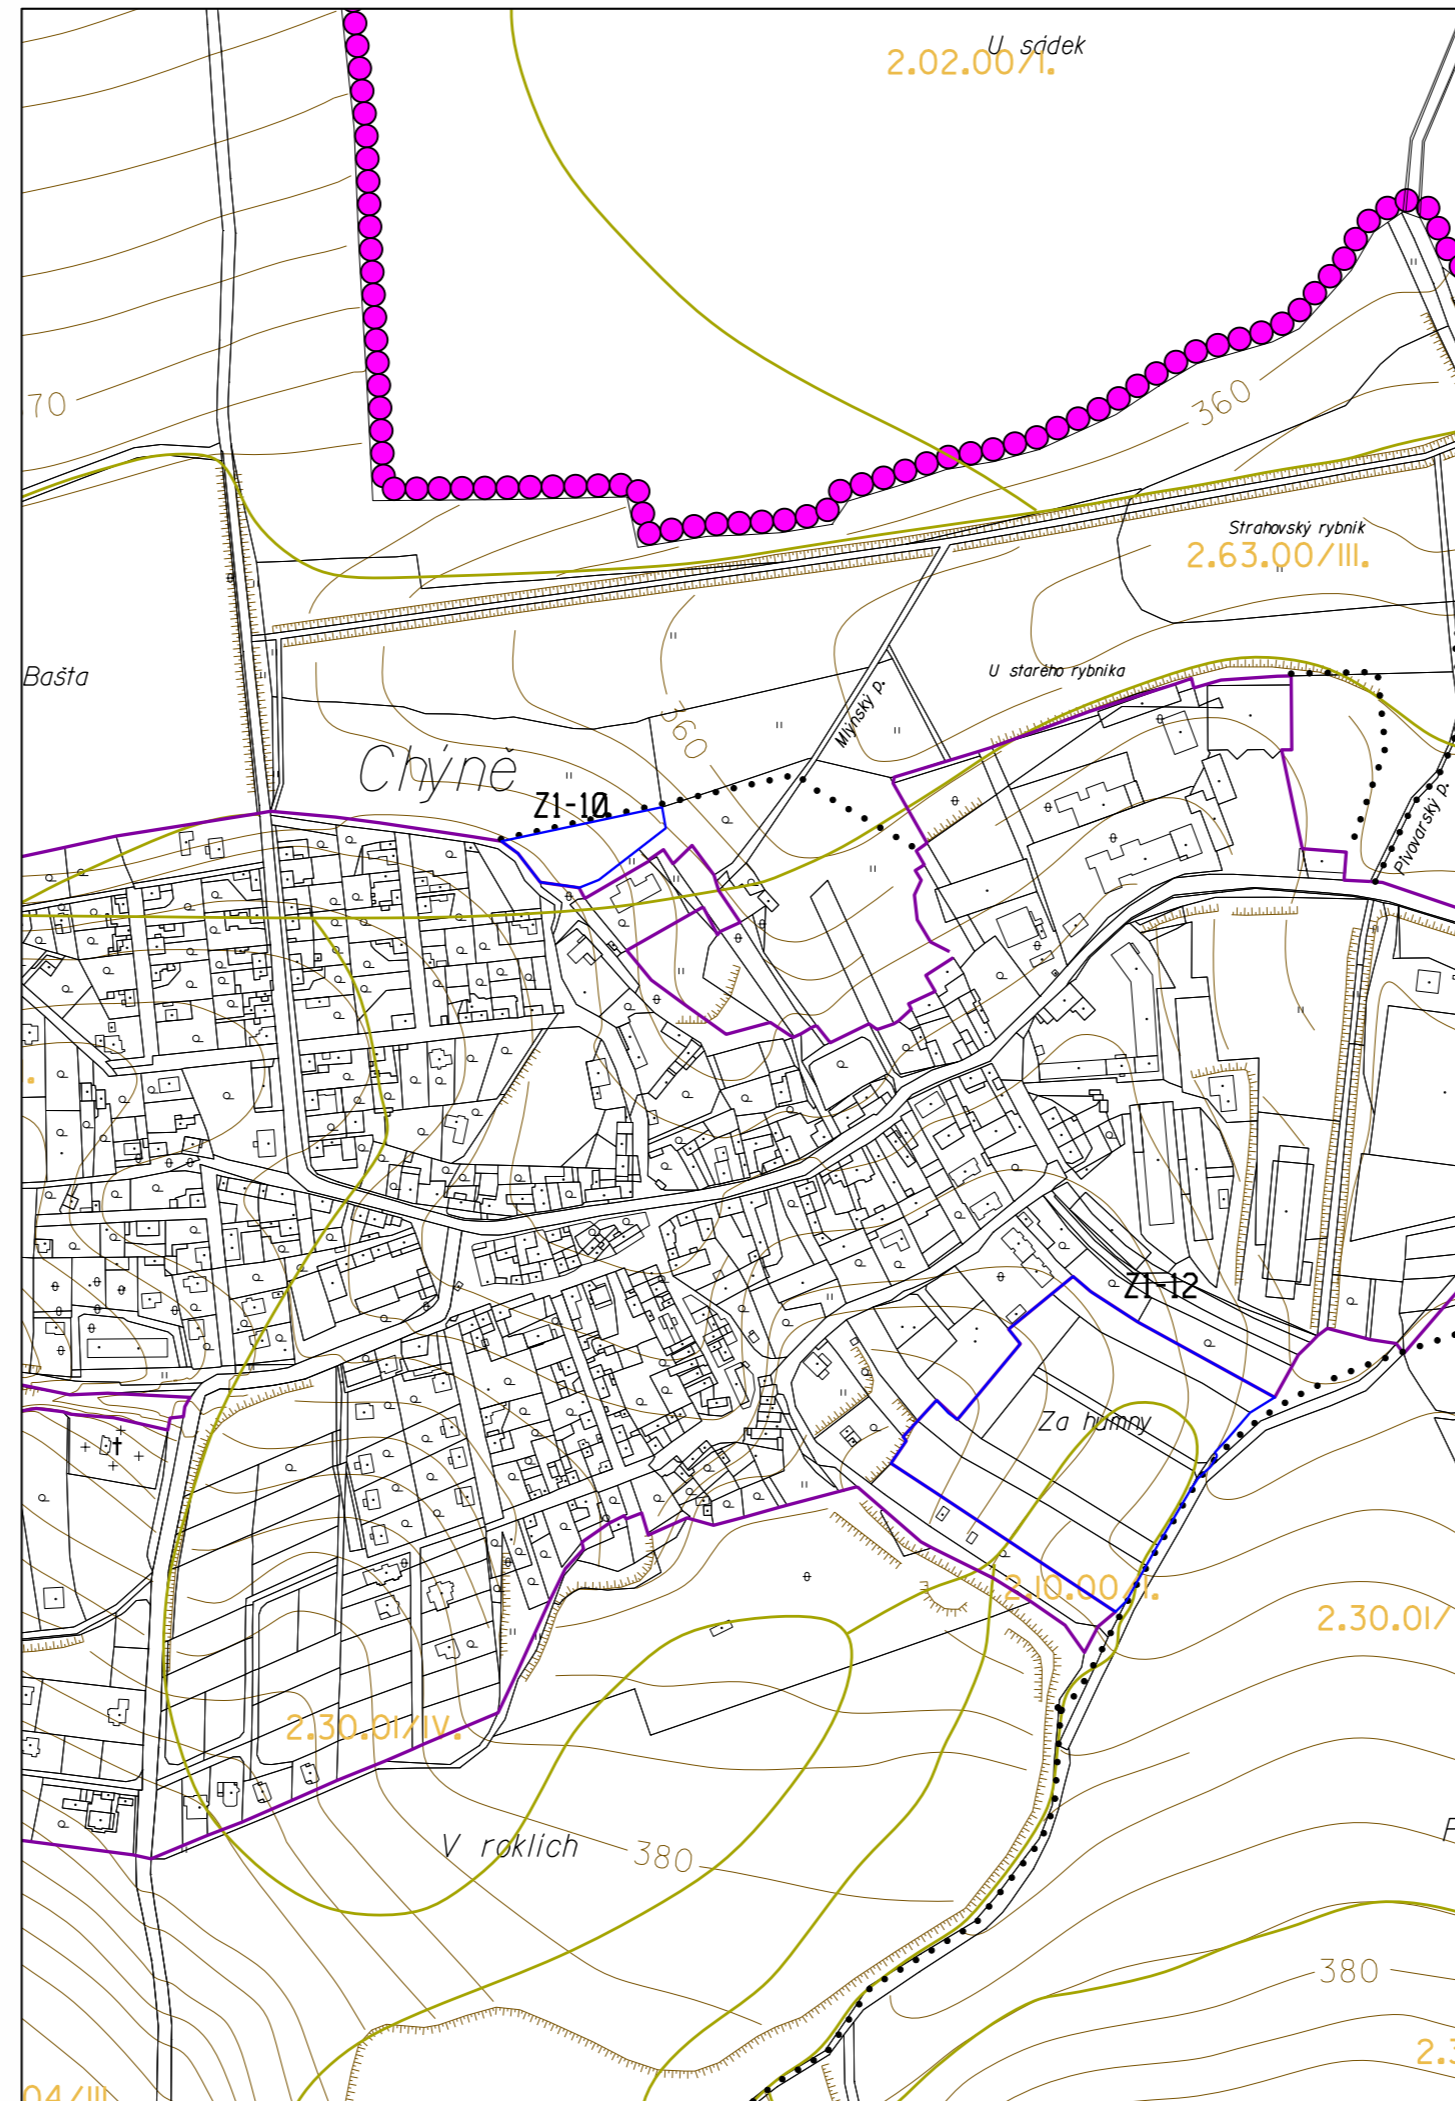 U sádek
2.02.00/I.
70
360
Strahovský rybník
2.63.00/III.
Bašta
U starého rybníka
Mlýnský p.
360
Chýně
Z1-10
Pivovarský p.
Z1-12
Za humny
2.10.00/I.
2.30.01/
2.30.01/IV.
V roklích
380
380
04/III